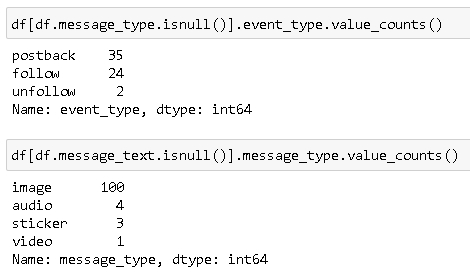 df[df.message_type.isnull()].event_type.value_counts()
postback    35
follow      24
unfollow     2
Name: event_type, dtype: int64
df[df.message_text.isnull()].message_type.value_counts()
image      100
audio        4
sticker      3
video        1
Name: message_type, dtype: int64